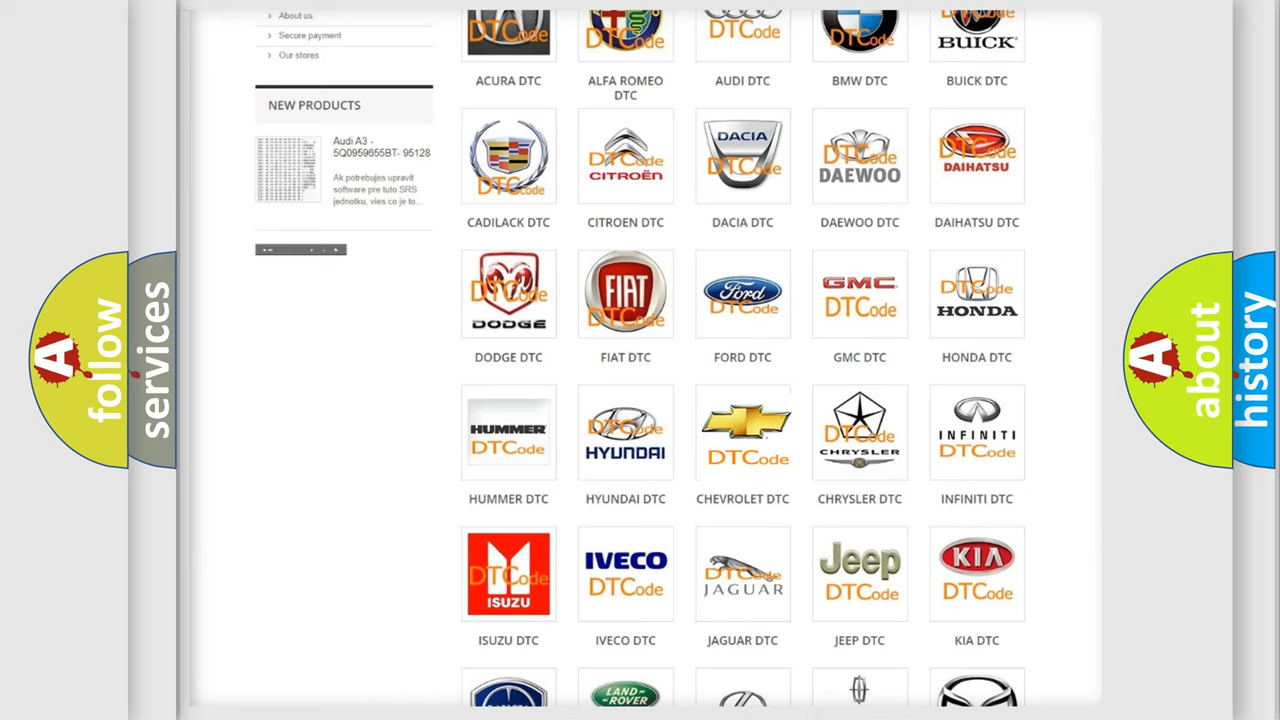 About us
Secure payment
Our stores
NEW PRODUCTS
Audi A3 -
5Q0959655BT- 95128
Ak potrebujes upravit
software pre tuto SRS
jednotku, vies co je to...
follow
services
A
DTCode
DTCode
DTCode
DTCode
BUICK
ACURA DTC
ALFA ROMEO
DTC
AUDI DTC
BMW DTC
BUICK DTC
DTCode
DTCode
CITROËN
DACIA
DTCode
DTCode
DAEWOO
DTCode
DAIHATSU
CADILACK DTC
CITROEN DTC
DACIA DTC
DAEWOO DTC
DAIHATSU DTC
DTCode
DODGE
FIAT
DTCode
Ford
DTCode
GMC
DTCode
DTCode
HONDA
DODGE DTC
FIAT DTC
FORD DTC
GMC DTC
HONDA DTC
HUMMER
DTCode
DTCode
HYUNDAI
DTCode
DTCode
CHRYSLER
INFINITI
DTCode
HUMMER DTC
HYUNDAI DTC
CHEVROLET DTC
CHRYSLER DTC
INFINITI DTC
DTCode
ISUZU
IVECO
DTCode
DTCode
JAGUAR
Jeep
DTCode
KIA
DTCode
ISUZU DTC
IVECO DTC
JAGUAR DTC
JEEP DTC
KIA DTC
LAND-
ROVER
A
about
history